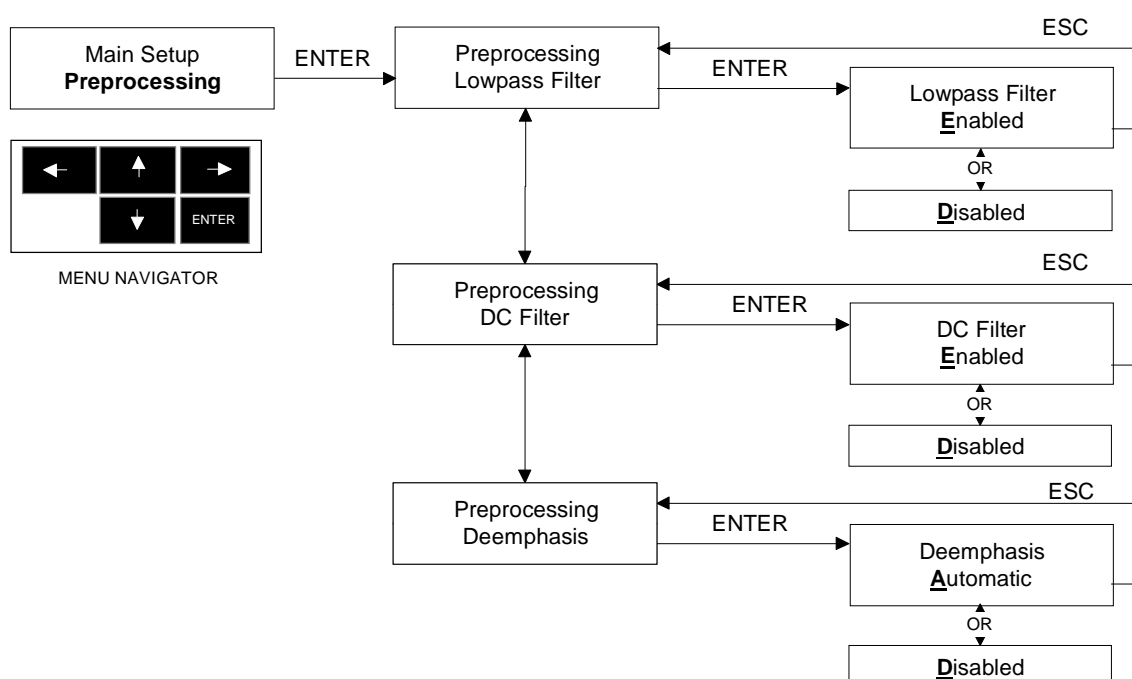 ESC
Main Setup
Preprocessing
ENTER
Preprocessing
Lowpass Filter
ENTER
Lowpass Filter
Enabled
OR
Disabled
ENTER
MENU NAVIGATOR
ESC
Preprocessing
DC Filter
ENTER
DC Filter
Enabled
OR
Disabled
ESC
Preprocessing
Deemphasis
ENTER
Deemphasis
Automatic
OR
Disabled